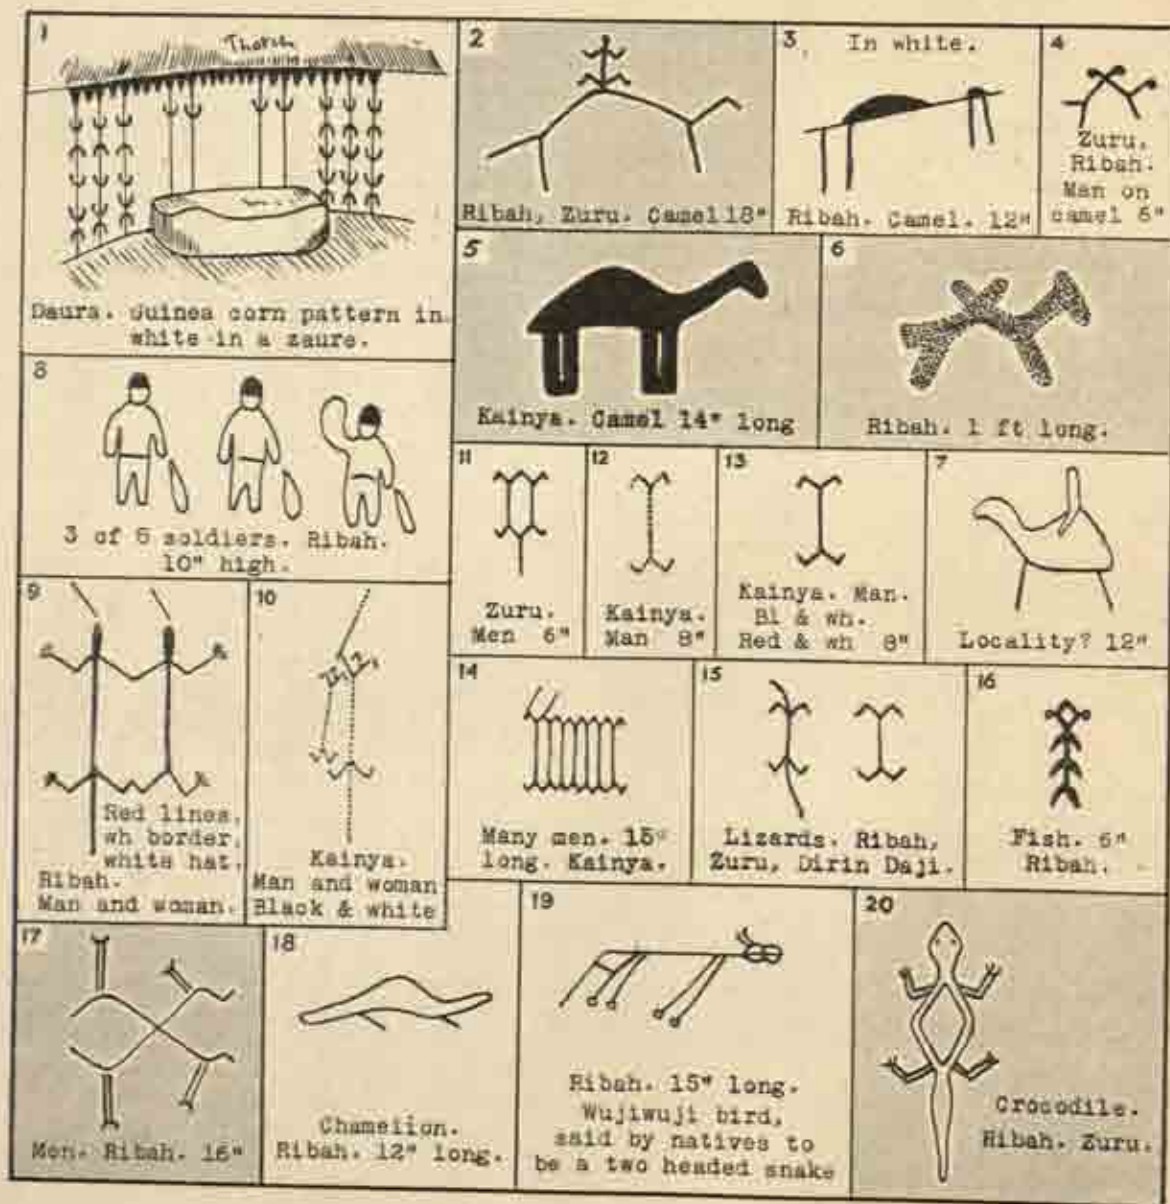 1
Thatch
Daura. Guinea corn pattern in
white in a zaure.
2
Ribah, Zuru. Camel 18"
3
In white.
Ribah. Camel. 12"
4
Zuru.
Ribah.
Man on
camel 6"
5
Kainya. Camel 14" long
6
Ribah. 1 ft long.
8
3 of 6 soldiers. Ribah.
10" high.
11
Zuru.
Men 6"
12
Kainya.
Man 8"
13
Kainya. Man.
Bl & wh.
Red & wh 8"
7
Locality? 12"
9
Red lines.
wh border,
white hat.
Ribah.
Man and woman.
10
Kainya.
Man and woman
Black & white
14
Many men. 15"
long. Kainya.
15
Lizards. Ribah,
Zuru, Dirin Daji.
16
Fish. 6"
Ribah.
17
Men. Ribah. 16"
18
Chamelion.
Ribah. 12" long.
19
Ribah. 15" long.
Wujiwuji bird,
said by natives to
be a two headed snake
20
Crocodile.
Ribah. Zuru.